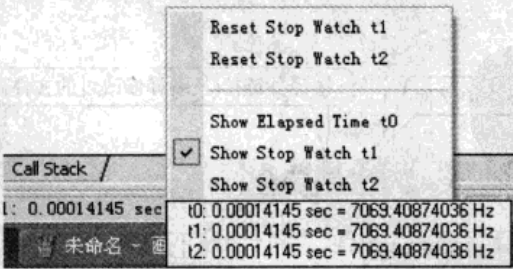 Reset Stop Watch t1
Reset Stop Watch t2
Show Elapsed Time t0
Show Stop Watch t1
Show Stop Watch t2
Call Stack
1: 0.00014145 sec
t0: 0.00014145 sec = 7069.40874036 Hz
t1: 0.00014145 sec = 7069.40874036 Hz
t2: 0.00014145 sec = 7069.40874036 Hz
未命名 - 画